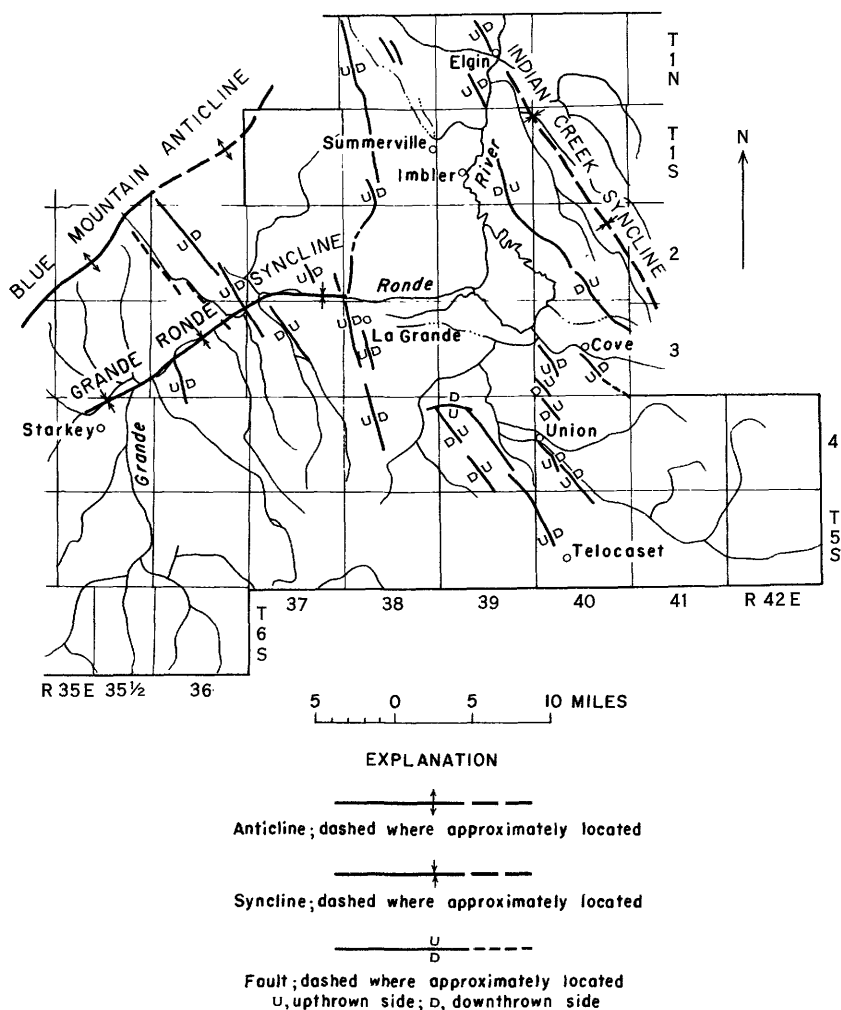 U D
Elgin
INDIAN CREEK SYNCLINE
T
1
N
U D
U D
U D
BLUE MOUNTAIN ANTICLINE
Summerville
Imbler
River
T
1
S
N
U D
D U
U D
GRANDE RONDE SYNCLINE
U D
U D
Ronde
D U
2
U D
La Grande
D U
U D
U D
Cove
D U
3
U D
D U
U D
D
U
Starkey
Grande
D U
Union
4
D U
U D
U D
U D
Telocaset
T
5
S
T
6
S
37
38
39
40
41
R 42 E
R 35 E
35 1/2
36
5 0 5 10 MILES
EXPLANATION
Anticline; dashed where approximately located
Syncline; dashed where approximately located
U
D
Fault; dashed where approximately located
U, upthrown side; D, downthrown side